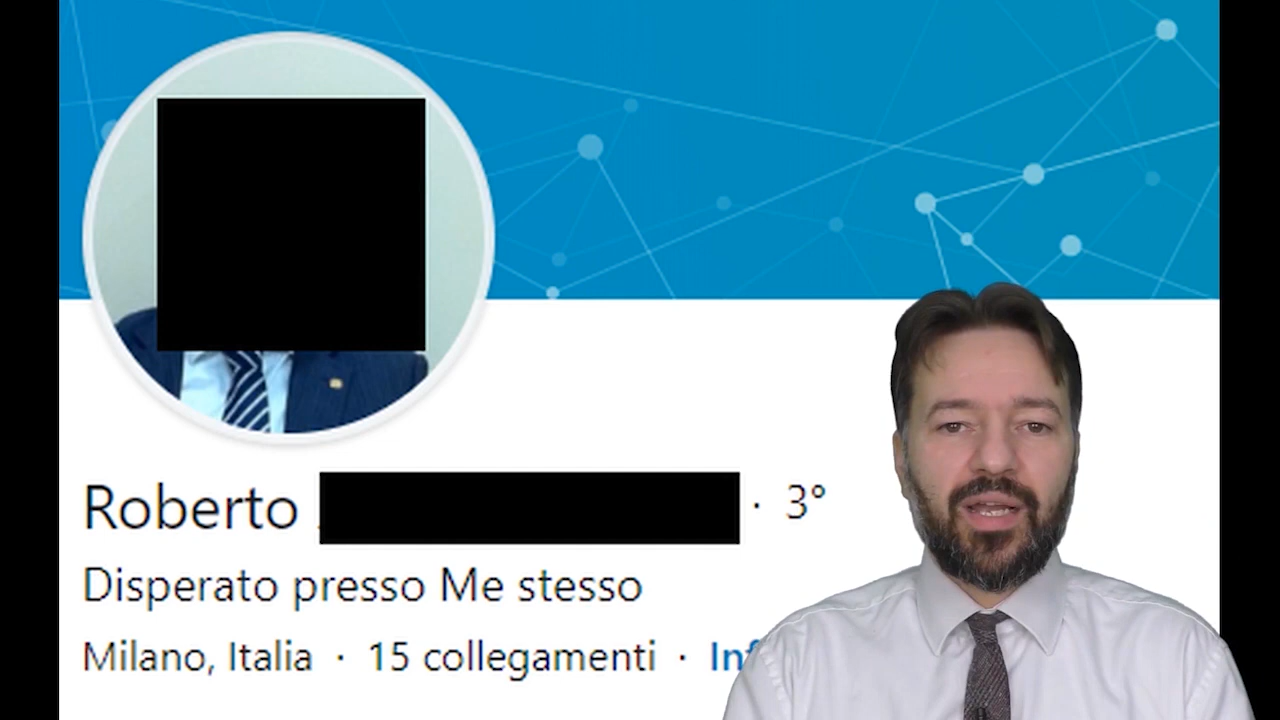 Roberto · 3°
Disperato presso Me stesso
Milano, Italia · 15 collegamenti ·